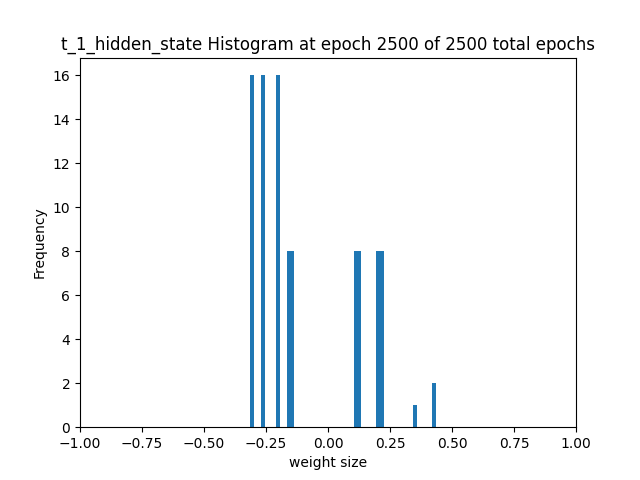 t_1_hidden_state Histogram at epoch 2500 of 2500 total epochs
16
14
12
10
8
6
4
2
0
Frequency
−1.00 −0.75 −0.50 −0.25 0.00 0.25 0.50 0.75 1.00
weight size